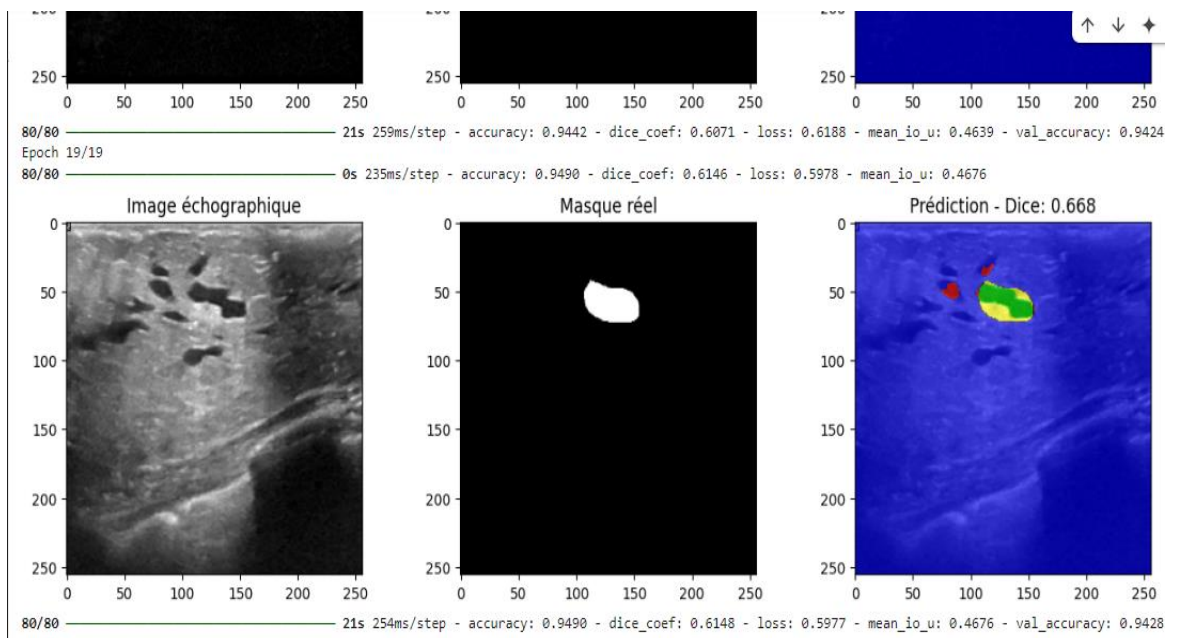 250
0 50 100 150 200 250 0 50 100 150 200 250 0 50 100 150 200 250
80/80 21s 259ms/step - accuracy: 0.9442 - dice_coef: 0.6071 - loss: 0.6188 - mean_io_u: 0.4639 - val_accuracy: 0.9424
Epoch 19/19
80/80 0s 235ms/step - accuracy: 0.9490 - dice_coef: 0.6146 - loss: 0.5978 - mean_io_u: 0.4676
Image échographique Masque réel Prédiction - Dice: 0.668
0 0 0
50 50 50
100 100 100
150 150 150
200 200 200
250 250 250
0 50 100 150 200 250 0 50 100 150 200 250 0 50 100 150 200 250
80/80 21s 254ms/step - accuracy: 0.9490 - dice_coef: 0.6148 - loss: 0.5977 - mean_io_u: 0.4676 - val_accuracy: 0.9428